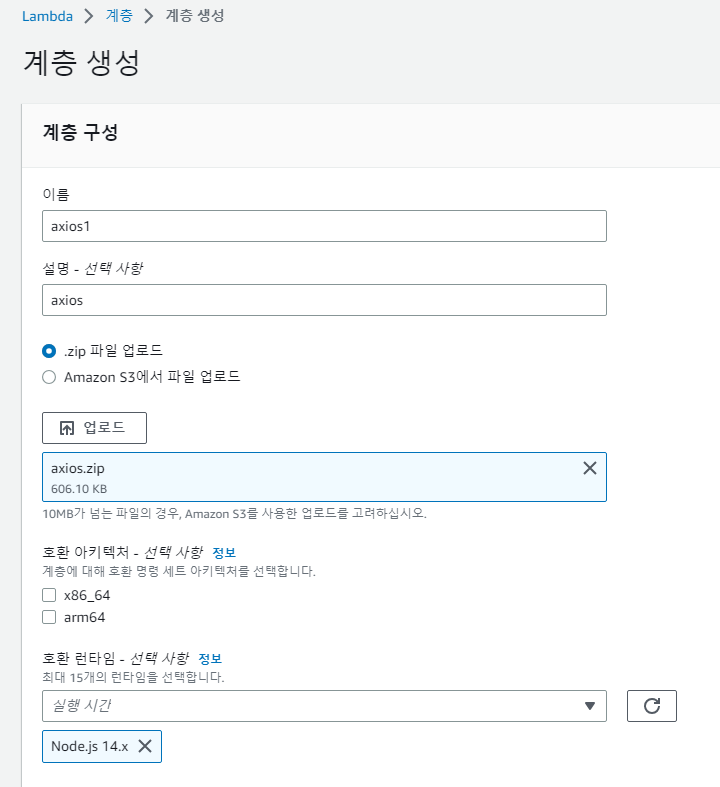 Lambda > 계층 > 계층 생성
계층 생성
계층 구성
이름
axios1
설명 - 선택 사항
axios
.zip 파일 업로드
Amazon S3에서 파일 업로드
업로드
axios.zip
606.10 KB
10MB가 넘는 파일의 경우, Amazon S3를 사용한 업로드를 고려하십시오.
호환 아키텍처 - 선택 사항 정보
계층에 대해 호환 명령 세트 아키텍처를 선택합니다.
x86_64
arm64
호환 런타임 - 선택 사항 정보
최대 15개의 런타임을 선택합니다.
실행 시간
Node.js 14.x